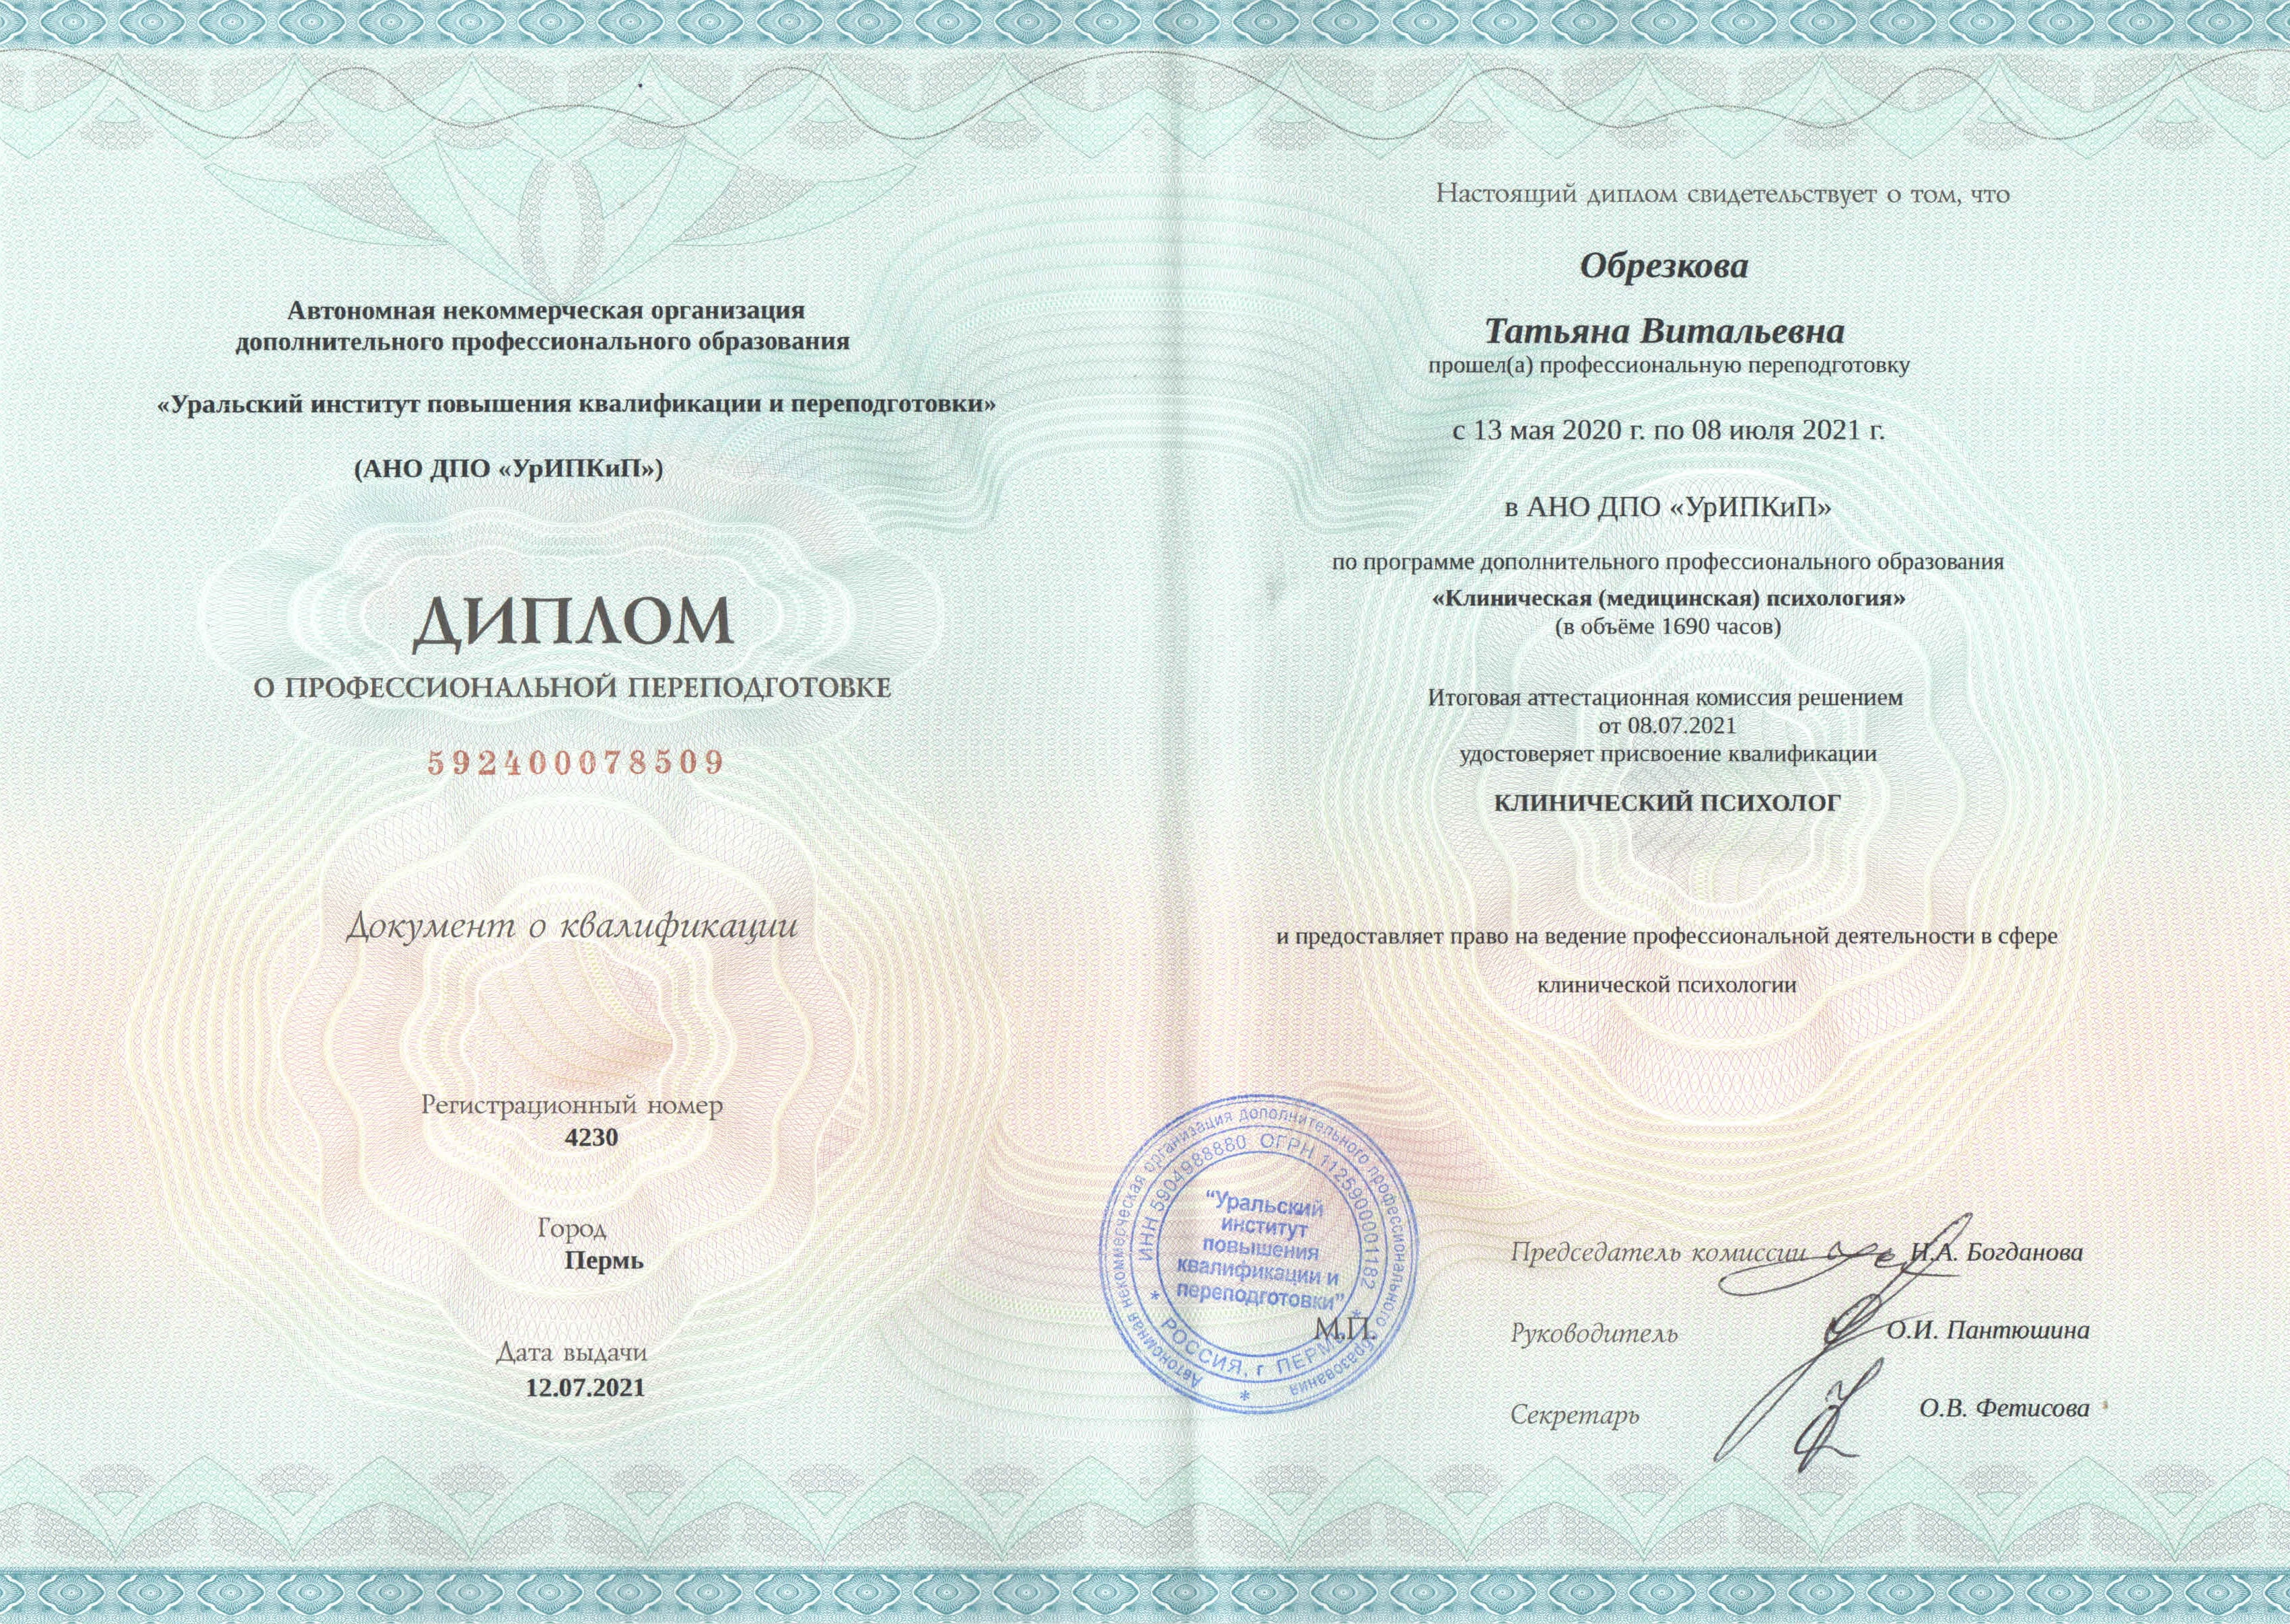 Автономная некоммерческая организация
дополнительного профессионального образования
«Уральский институт повышения квалификации и переподготовки»
(АНО ДПО «УрИПКиП»)
ДИПЛОМ
О ПРОФЕССИОНАЛЬНОЙ ПЕРЕПОДГОТОВКЕ
592400078509
Документ о квалификации
Регистрационный номер
4230
Город
Пермь
Дата выдачи
12.07.2021
Настоящий диплом свидетельствует о том, что
Обрезкова
Татьяна Витальевна
прошел(а) профессиональную переподготовку
с 13 мая 2020 г. по 08 июля 2021 г.
в АНО ДПО «УрИПКиП»
по программе дополнительного профессионального образования
«Клиническая (медицинская) психология»
(в объёме 1690 часов)
Итоговая аттестационная комиссия решением
от 08.07.2021
удостоверяет присвоение квалификации
КЛИНИЧЕСКИЙ ПСИХОЛОГ
и предоставляет право на ведение профессиональной деятельности в сфере
клинической психологии
Председатель комиссии Н.А. Богданова
Руководитель О.И. Пантюшина
Секретарь О.В. Фетисова
М.П.
Автономная некоммерческая организация дополнительного профессионального образования
ИНН 5904988880 ОГРН 1125900001182
* РОССИЯ, г ПЕРМЬ *
*
"Уральский
институт
повышения
квалификации и
переподготовки"